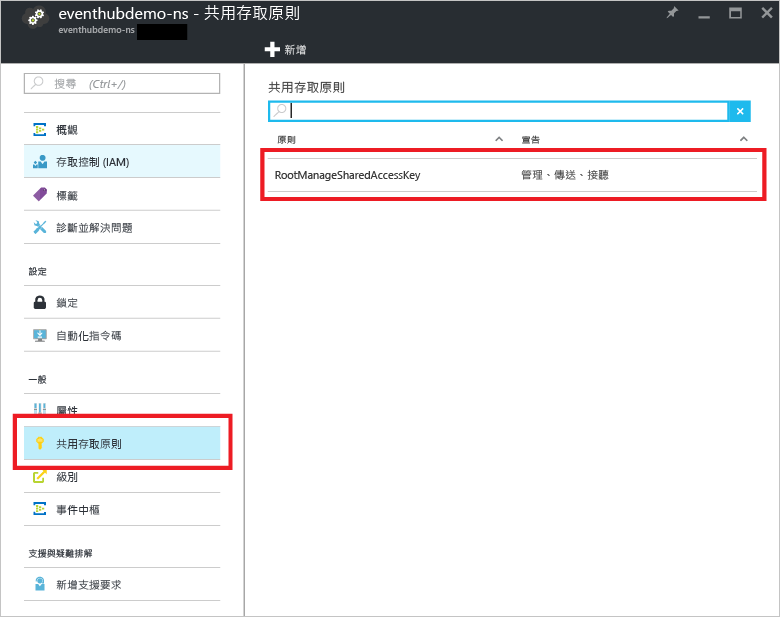 eventhubdemo-ns - 共用存取原則
eventhubdemo-ns
新增
搜尋 (Ctrl+/)
概觀
存取控制 (IAM)
標籤
診斷並解決問題
設定
鎖定
自動化指令碼
一般
屬性
共用存取原則
級別
事件中樞
支援與疑難排解
新增支援要求
共用存取原則
原則 宣告
RootManageSharedAccessKey 管理、傳送、接聽